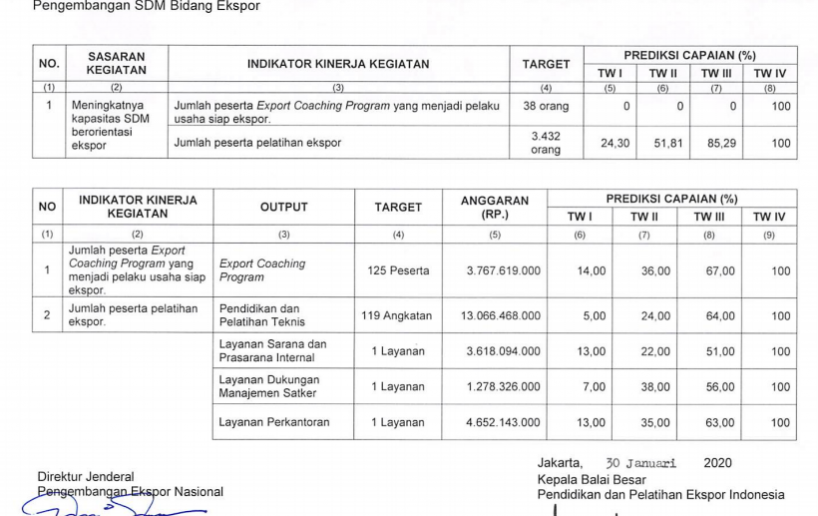 Pengembangan SDM Bidang Ekspor
NO. SASARAN KEGIATAN INDIKATOR KINERJA KEGIATAN TARGET PREDIKSI CAPAIAN (%)
TW I TW II TW III TW IV
(1) (2) (3) (4) (5) (6) (7) (8)
1 Meningkatnya kapasitas SDM berorientasi ekspor
Jumlah peserta Export Coaching Program yang menjadi pelaku usaha siap ekspor. 38 orang 0 0 0 100
Jumlah peserta pelatihan ekspor 3.432 orang 24,30 51,81 85,29 100
NO INDIKATOR KINERJA KEGIATAN OUTPUT TARGET ANGGARAN (RP.) PREDIKSI CAPAIAN (%)
TW I TW II TW III TW IV
(1) (2) (3) (4) (5) (6) (7) (8) (9)
1 Jumlah peserta Export Coaching Program yang menjadi pelaku usaha siap ekspor. Export Coaching Program 125 Peserta 3.767.619.000 14,00 36,00 67,00 100
2 Jumlah peserta pelatihan ekspor. Pendidikan dan Pelatihan Teknis 119 Angkatan 13.066.468.000 5,00 24,00 64,00 100
Layanan Sarana dan Prasarana Internal 1 Layanan 3.618.094.000 13,00 22,00 51,00 100
Layanan Dukungan Manajemen Satker 1 Layanan 1.278.326.000 7,00 38,00 56,00 100
Layanan Perkantoran 1 Layanan 4.652.143.000 13,00 35,00 63,00 100
Jakarta, 30 Januari 2020
Direktur Jenderal
Pengembangan Ekspor Nasional
Kepala Balai Besar
Pendidikan dan Pelatihan Ekspor Indonesia